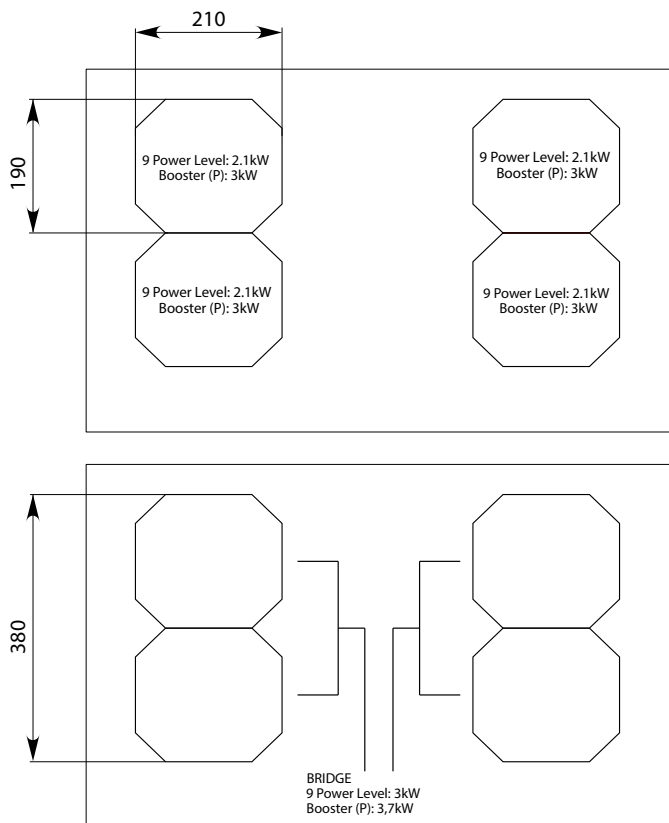 210
190
9 Power Level: 2.1kW
Booster (P): 3kW
9 Power Level: 2.1kW
Booster (P): 3kW
9 Power Level: 2.1kW
Booster (P): 3kW
9 Power Level: 2.1kW
Booster (P): 3kW
380
BRIDGE
9 Power Level: 3kW
Booster (P): 3,7kW